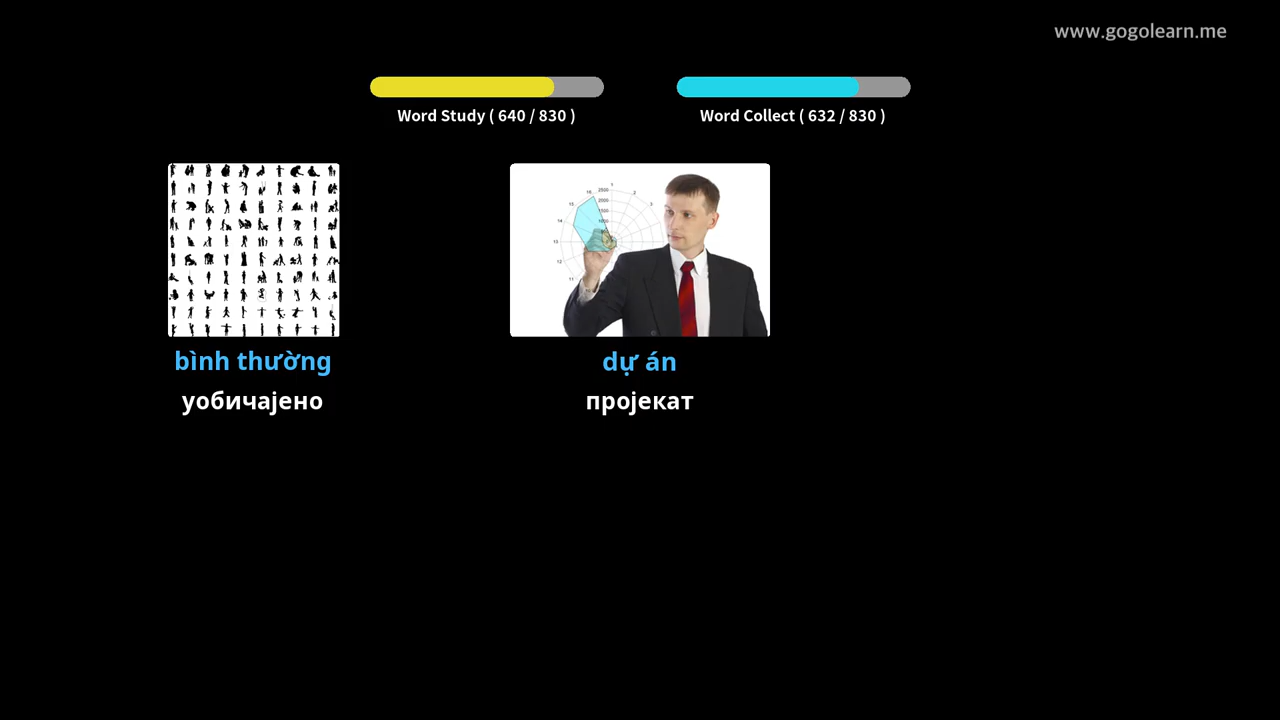 www.gogolearn.me
Word Study ( 640 / 830 )
Word Collect ( 632 / 830 )
bình thường
уобичајено
dự án
пројекат